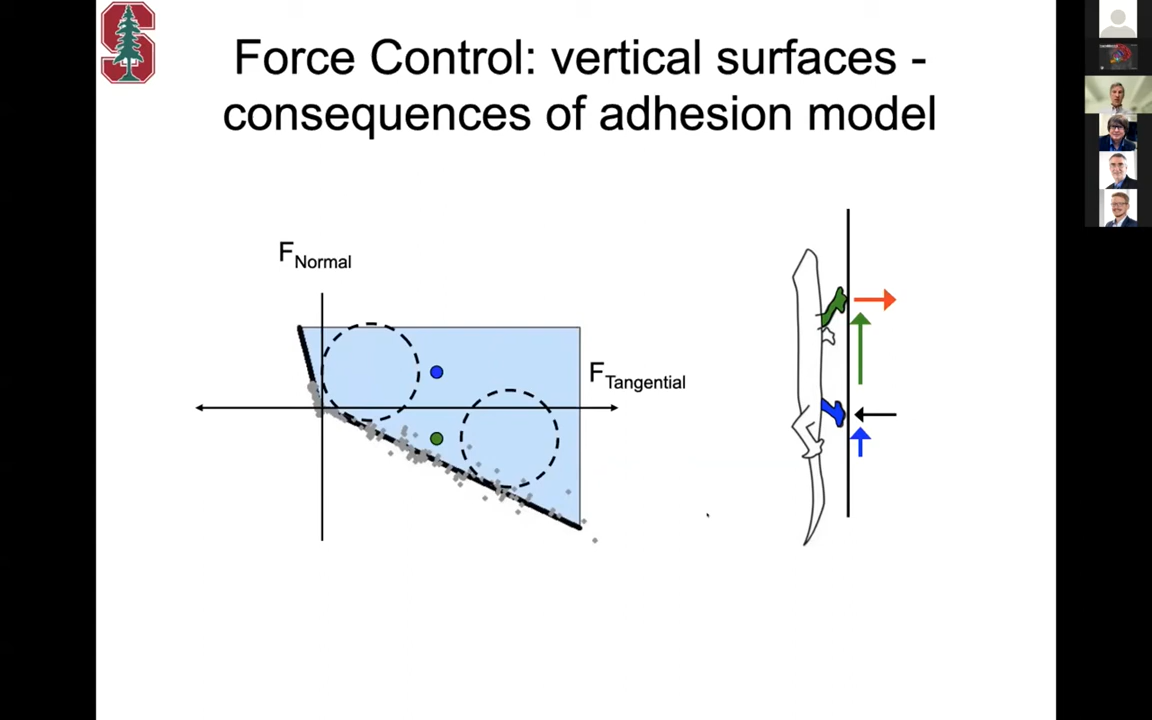 Force Control: vertical surfaces -
consequences of adhesion model
FNormal
FTangential
S